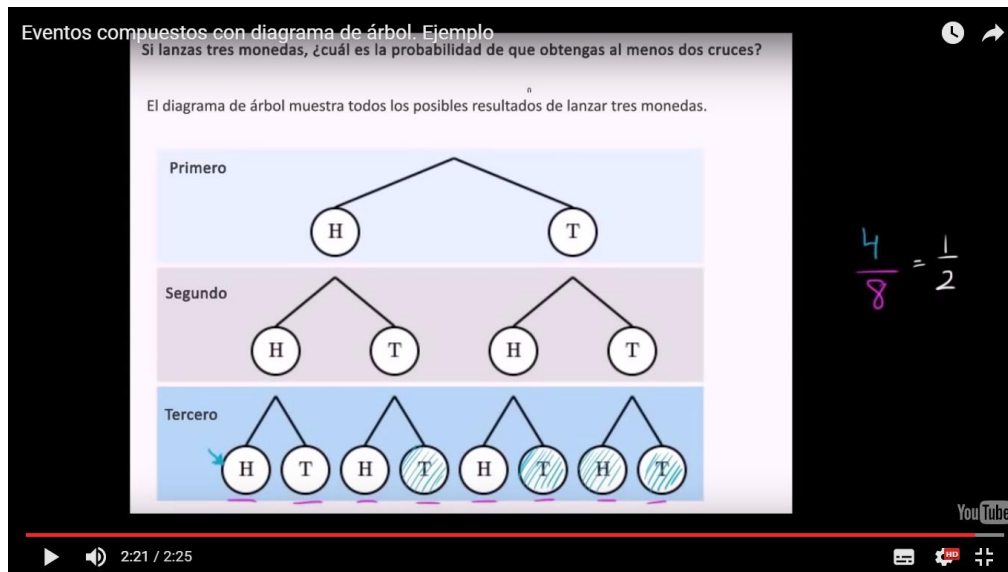 Eventos compuestos con diagrama de árbol. Ejemplo
Si lanzas tres monedas, ¿cuál es la probabilidad de que obtengas al menos dos cruces?
El diagrama de árbol muestra todos los posibles resultados de lanzar tres monedas.
Primero
H T
4/8 = 1/2
Segundo
H T H T
Tercero
H T H T H T H T
YouTube
2:21 / 2:25
HD